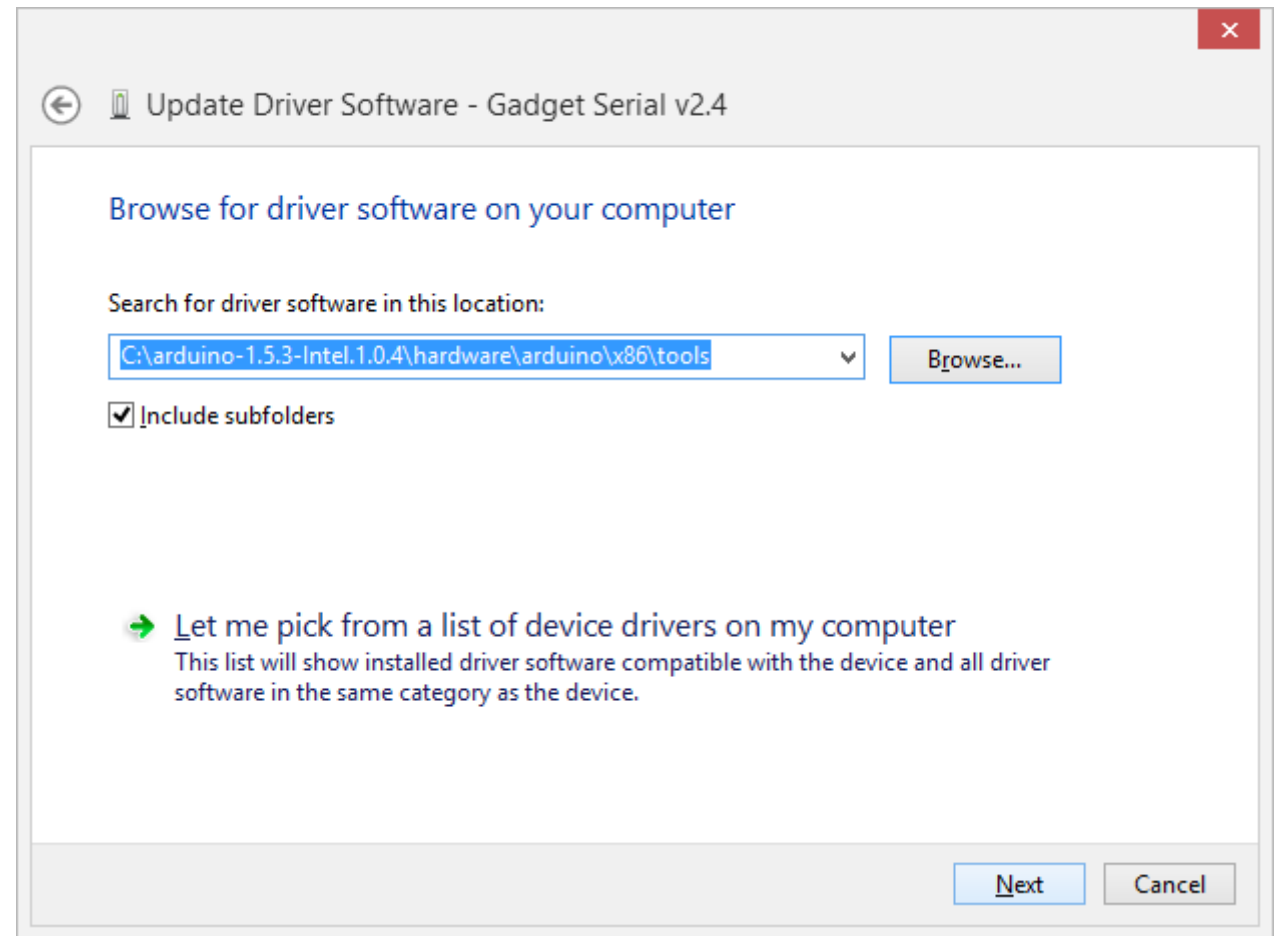 Update Driver Software - Gadget Serial v2.4
Browse for driver software on your computer
Search for driver software in this location:
C:\arduino-1.5.3-Intel.1.0.4\hardware\arduino\x86\tools
Browse...
Include subfolders
Let me pick from a list of device drivers on my computer
This list will show installed driver software compatible with the device and all driver
software in the same category as the device.
Next
Cancel